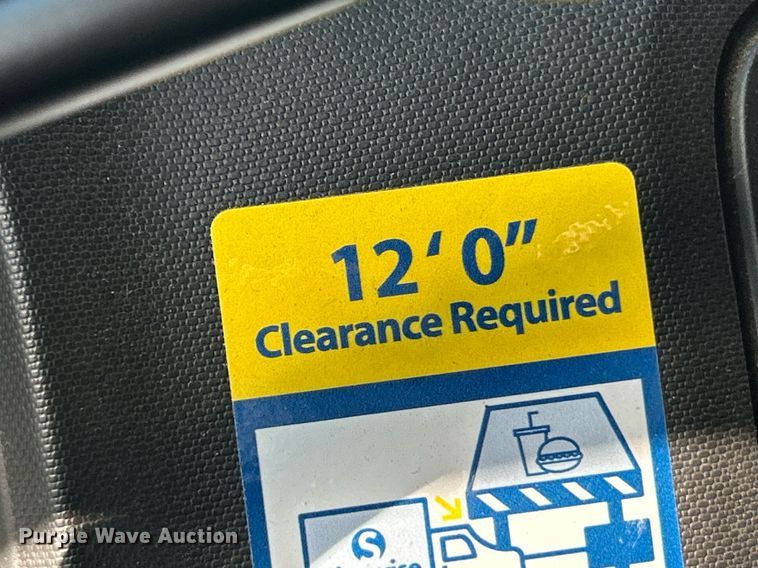 12' 0"
Clearance Required
S
Purple Wave Auction